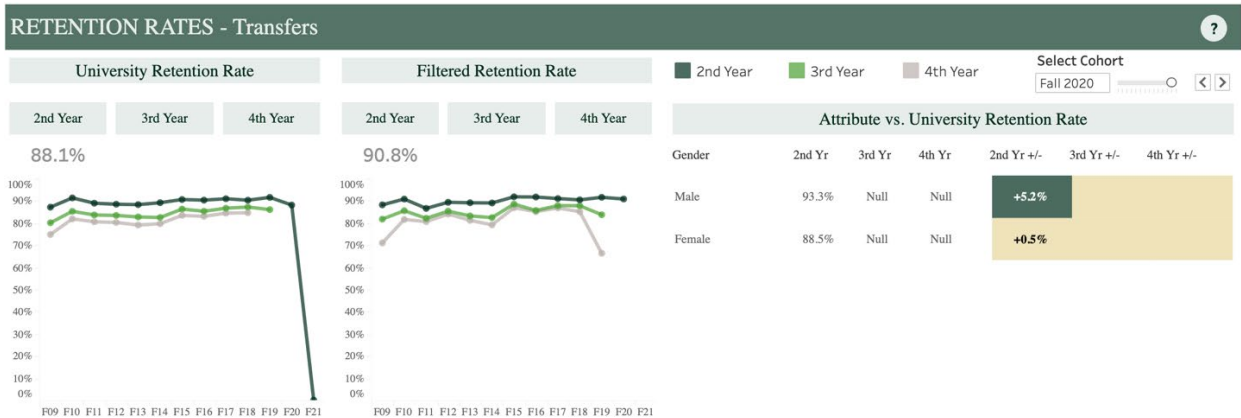 RETENTION RATES - Transfers
?
University Retention Rate
2nd Year 3rd Year 4th Year
88.1%
100%
90%
80%
70%
60%
50%
40%
30%
20%
10%
0%
F09 F10 F11 F12 F13 F14 F15 F16 F17 F18 F19 F20 F21
Filtered Retention Rate
2nd Year 3rd Year 4th Year
90.8%
100%
90%
80%
70%
60%
50%
40%
30%
20%
10%
0%
F09 F10 F11 F12 F13 F14 F15 F16 F17 F18 F19 F20 F21
2nd Year 3rd Year 4th Year
Select Cohort
Fall 2020
< >
Attribute vs. University Retention Rate
Gender 2nd Yr 3rd Yr 4th Yr 2nd Yr +/- 3rd Yr +/- 4th Yr +/-
Male 93.3% Null Null +5.2%
Female 88.5% Null Null +0.5%